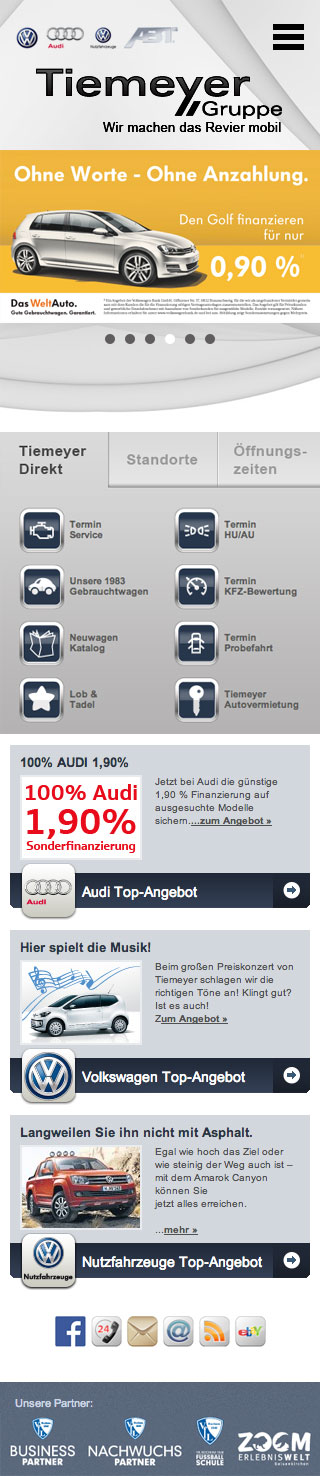 Audi
Nutzfahrzeuge
ABT
Tiemeyer
Gruppe
Wir machen das Revier mobil
Ohne Worte - Ohne Anzahlung.
Den Golf finanzieren
für nur
0,90 %
Das WeltAuto.
Gute Gebrauchtwagen. Garantiert.
Tiemeyer
Direkt
Standorte
Öffnungs-
zeiten
Termin
Service
Termin
HU/AU
Unsere 1983
Gebrauchtwagen
Termin
KFZ-Bewertung
Neuwagen
Katalog
Termin
Probefahrt
Lob &
Tadel
Tiemeyer
Autovermietung
100% AUDI 1,90%
100% Audi
1,90%
Sonderfinanzierung
Jetzt bei Audi die günstige
1,90 % Finanzierung auf
ausgesuchte Modelle
sichern....zum Angebot »
Audi
Audi Top-Angebot
Hier spielt die Musik!
Beim großen Preiskonzert von
Tiemeyer schlagen wir die
richtigen Töne an! Klingt gut?
Ist es auch!
Zum Angebot »
Volkswagen Top-Angebot
Langweilen Sie ihn nicht mit Asphalt.
Egal wie hoch das Ziel oder
wie steinig der Weg auch ist –
mit dem Amarok Canyon
können Sie
jetzt alles erreichen.
...mehr »
Nutzfahrzeuge
Nutzfahrzeuge Top-Angebot
24
ebY
Unsere Partner:
BUSINESS
PARTNER
NACHWUCHS
PARTNER
FUSSBALL
SCHULE
ZOOM
ERLEBNISWELT
Gelsenkirchen